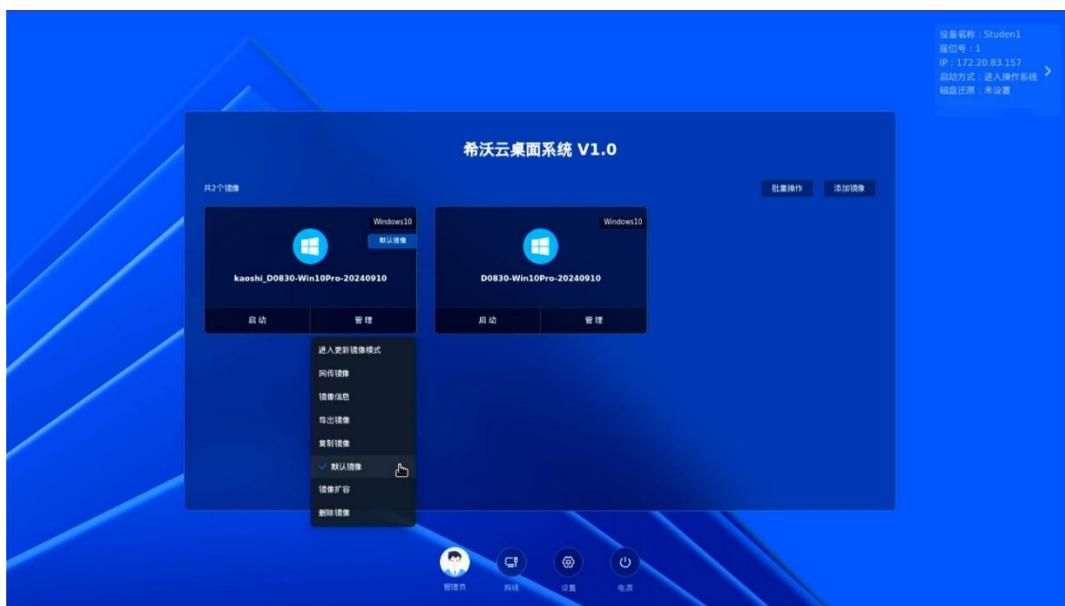 设备名称：Studen1
座位号：1
IP：172.20.83.157
启动方式：进入操作系统
磁盘还原：未设置
希沃云桌面系统 V1.0
共2个镜像
批量操作 添加镜像
Windows10
默认镜像
kaoshi_D0830-Win10Pro-20240910
启动 管理
Windows10
D0830-Win10Pro-20240910
启动 管理
进入更新镜像模式
网传镜像
镜像信息
导出镜像
复制镜像
默认镜像
镜像扩容
删除镜像
管理员 网络 设置 电源